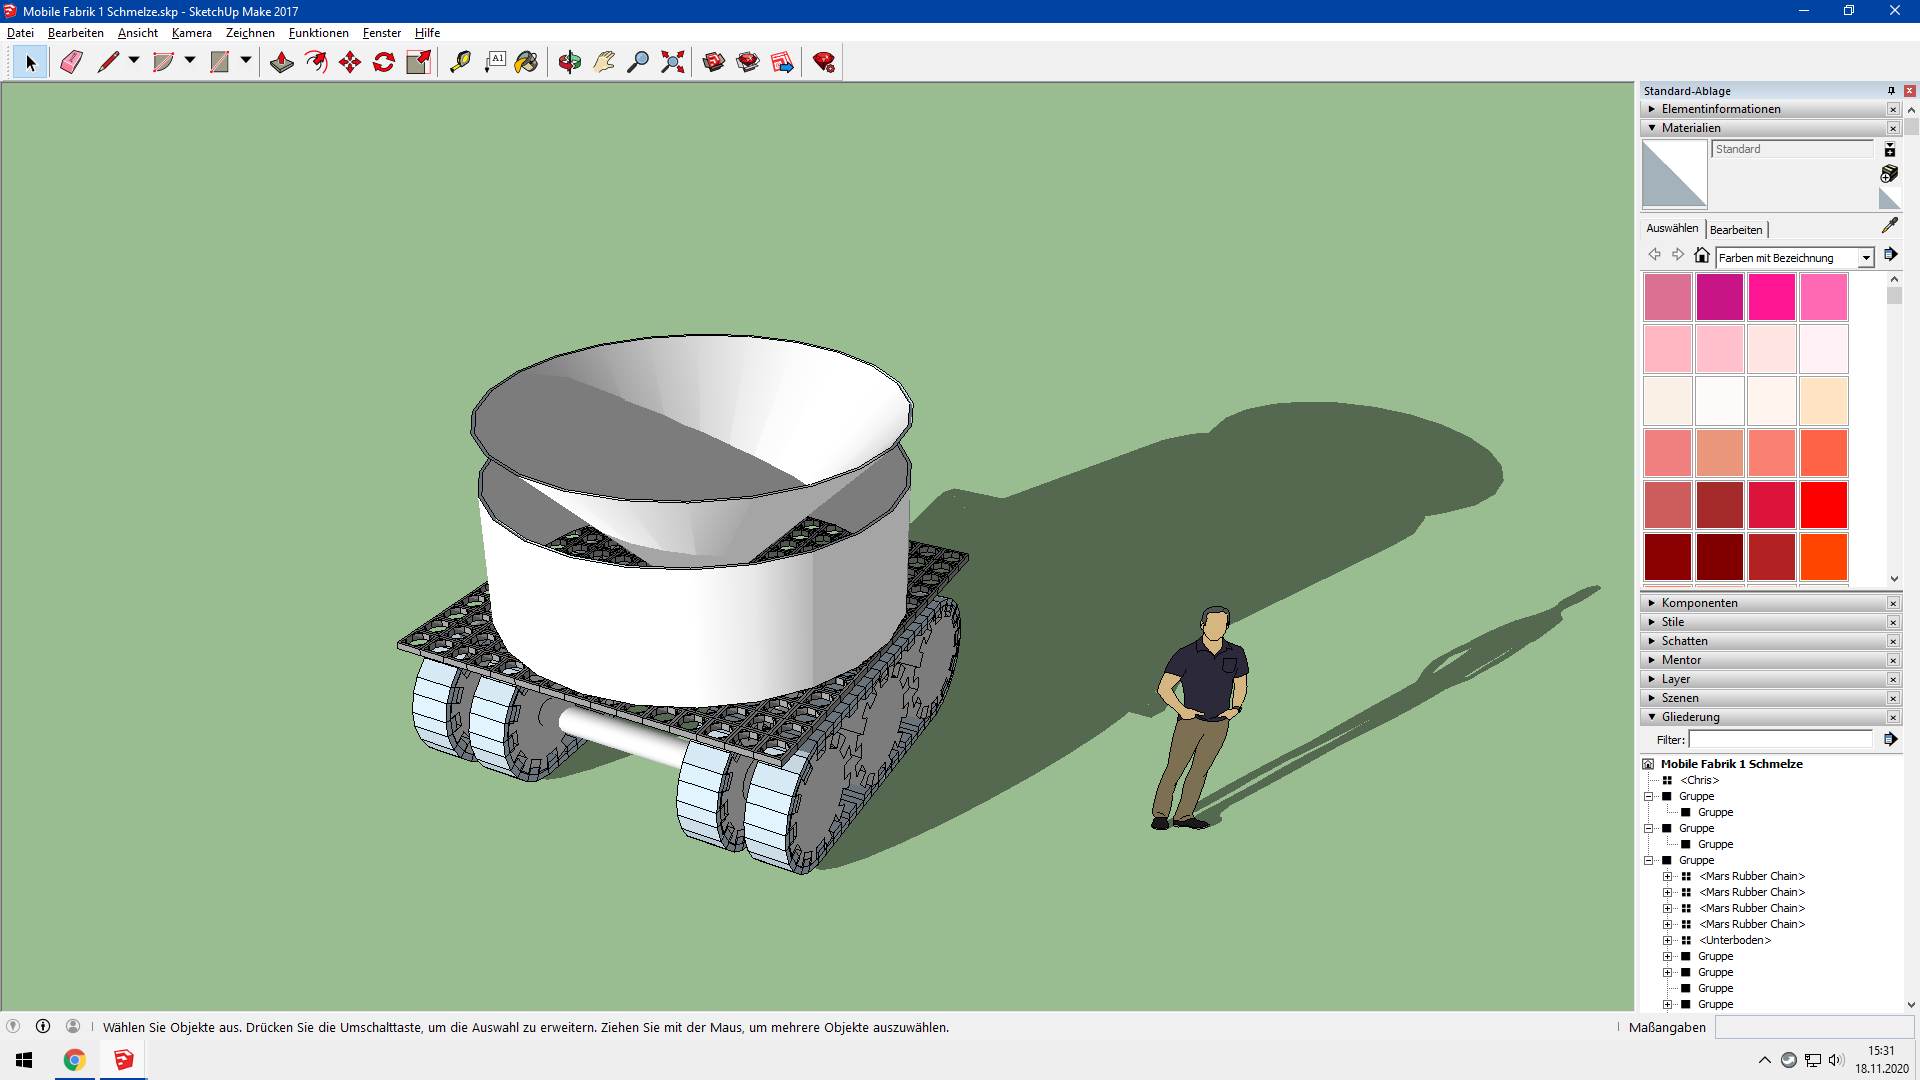 Mobile Fabrik 1 Schmelze.skp - SketchUp Make 2017
Datei Bearbeiten Ansicht Kamera Zeichnen Funktionen Fenster Hilfe
A1
Standard-Ablage
Elementinformationen
Materialien
Standard
Auswählen Bearbeiten
Farben mit Bezeichnung
Komponenten
Stile
Schatten
Mentor
Layer
Szenen
Gliederung
Filter:
Mobile Fabrik 1 Schmelze
<Chris>
Gruppe
Gruppe
Gruppe
Gruppe
Gruppe
<Mars Rubber Chain>
<Mars Rubber Chain>
<Mars Rubber Chain>
<Mars Rubber Chain>
<Unterboden>
Gruppe
Gruppe
Gruppe
Gruppe
Wählen Sie Objekte aus. Drücken Sie die Umschalttaste, um die Auswahl zu erweitern. Ziehen Sie mit der Maus, um mehrere Objekte auszuwählen.
Maßangaben
15:31
18.11.2020